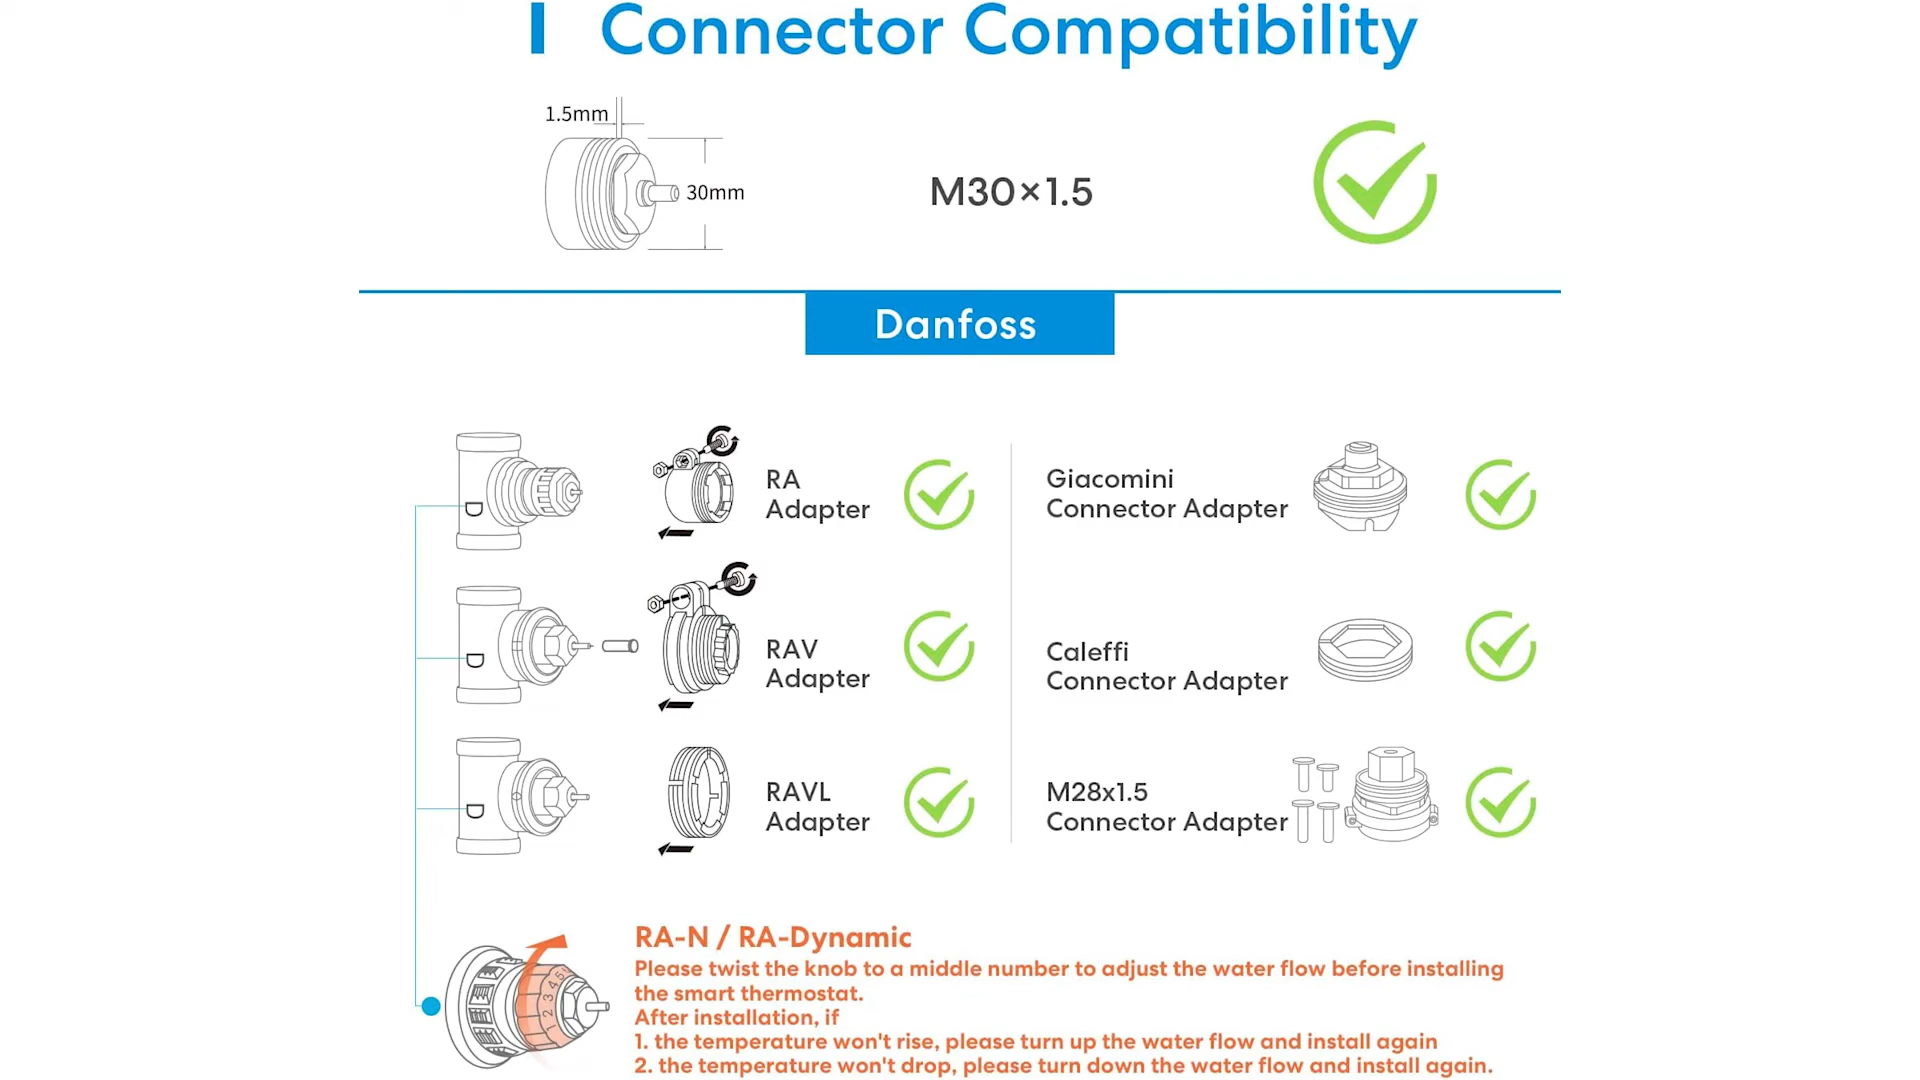 Connector Compatibility
1.5mm
30mm
M30×1.5
Danfoss
RA
Adapter
Giacomini
Connector Adapter
RAV
Adapter
Caleffi
Connector Adapter
RAVL
Adapter
M28x1.5
Connector Adapter
2 3 4 5
RA-N / RA-Dynamic
Please twist the knob to a middle number to adjust the water flow before installing
the smart thermostat.
After installation, if
1. the temperature won't rise, please turn up the water flow and install again
2. the temperature won't drop, please turn down the water flow and install again.